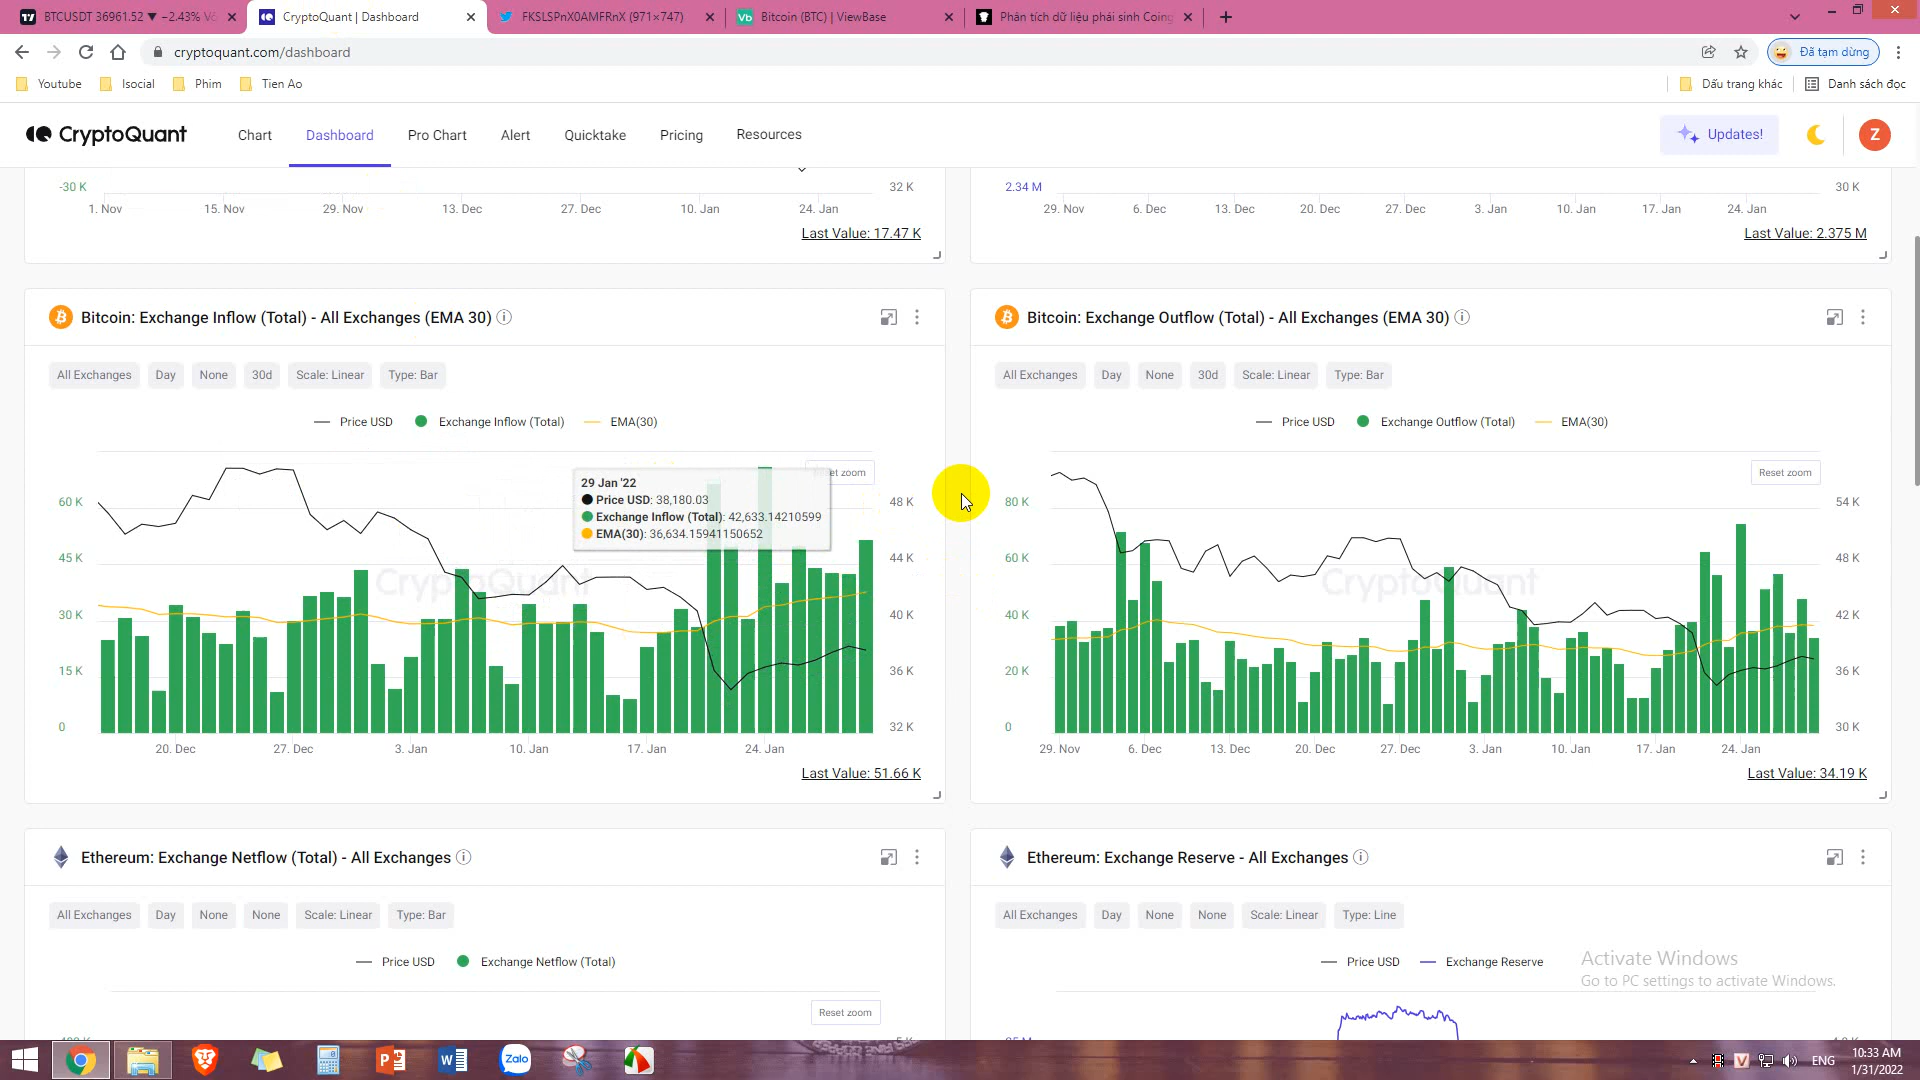 BTCUSDT 36961.52 ▼ −2.43%
CryptoQuant | Dashboard
FKSLSPnX0AMFRnX (971×747)
Bitcoin (BTC) | ViewBase
Phân tích dữ liệu phái sinh Coing
cryptoquant.com/dashboard
Đã tạm dừng
Youtube
Isocial
Phim
Tien Ao
Dấu trang khác
Danh sách đọc
CryptoQuant
Chart
Dashboard
Pro Chart
Alert
Quicktake
Pricing
Resources
Updates!
Z
-30 K
32 K
1. Nov 15. Nov 29. Nov 13. Dec 27. Dec 10. Jan 24. Jan
Last Value: 17.47 K
2.34 M
30 K
29. Nov 6. Dec 13. Dec 20. Dec 27. Dec 3. Jan 10. Jan 17. Jan 24. Jan
Last Value: 2.375 M
Bitcoin: Exchange Inflow (Total) - All Exchanges (EMA 30)
All Exchanges Day None 30d Scale: Linear Type: Bar
Price USD Exchange Inflow (Total) EMA(30)
et zoom
29 Jan '22
Price USD: 38,180.03
Exchange Inflow (Total): 42,633.14210599
EMA(30): 36,634.15941150652
60 K 48 K
45 K 44 K
CryptoQuant
30 K 40 K
15 K 36 K
0 32 K
20. Dec 27. Dec 3. Jan 10. Jan 17. Jan 24. Jan
Last Value: 51.66 K
Bitcoin: Exchange Outflow (Total) - All Exchanges (EMA 30)
All Exchanges Day None 30d Scale: Linear Type: Bar
Price USD Exchange Outflow (Total) EMA(30)
Reset zoom
80 K 54 K
60 K 48 K
CryptoQuant
40 K 42 K
20 K 36 K
0 30 K
29. Nov 6. Dec 13. Dec 20. Dec 27. Dec 3. Jan 10. Jan 17. Jan 24. Jan
Last Value: 34.19 K
Ethereum: Exchange Netflow (Total) - All Exchanges
All Exchanges Day None None Scale: Linear Type: Bar
Price USD Exchange Netflow (Total)
Reset zoom
Ethereum: Exchange Reserve - All Exchanges
All Exchanges Day None None Scale: Linear Type: Line
Price USD Exchange Reserve
Activate Windows
Go to PC settings to activate Windows.
Zalo
ENG
10:33 AM
1/31/2022